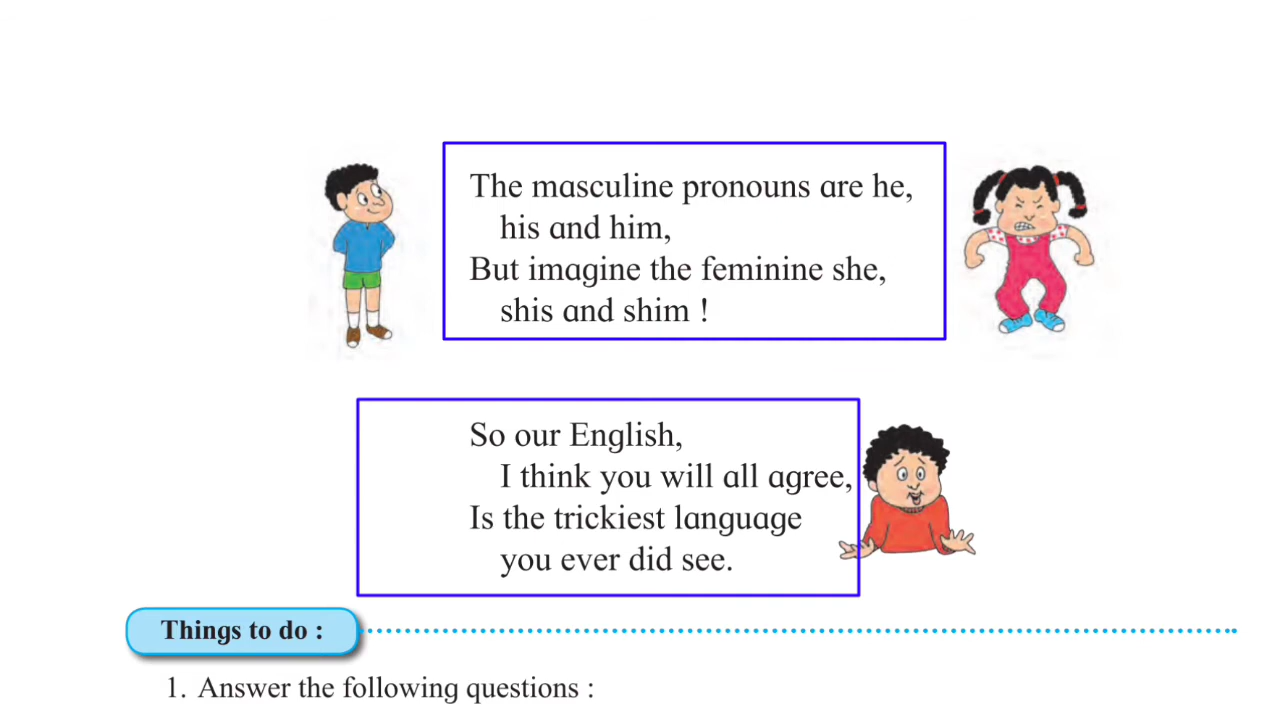 The masculine pronouns are he,
his and him,
But imagine the feminine she,
shis and shim !
So our English,
I think you will all agree,
Is the trickiest language
you ever did see.
Things to do :
1. Answer the following questions :